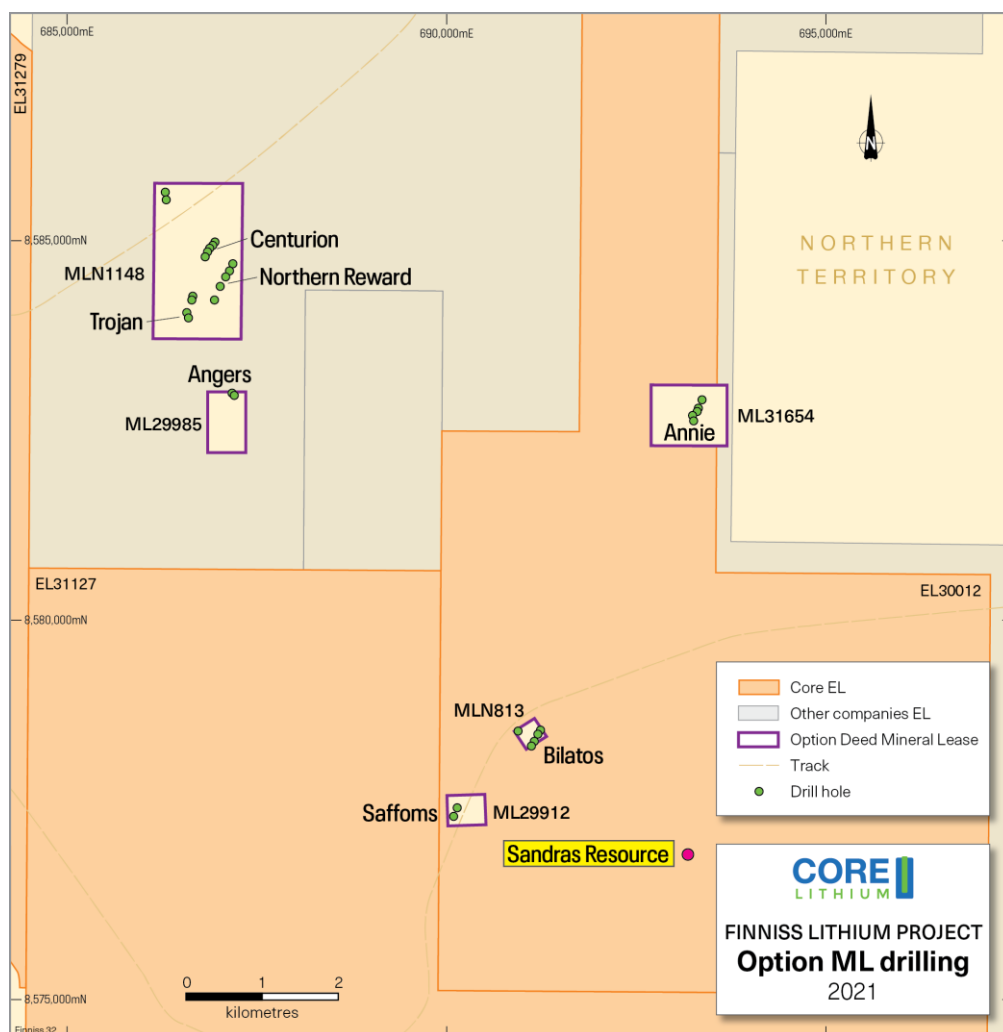 685,000mE
690,000mE
695,000mE
EL31279
N
8,585,000mN
Centurion
NORTHERN
TERRITORY
MLN1148
Northern Reward
Trojan
Angers
ML29985
ML31654
Annie
EL31127
EL30012
8,580,000mN
MLN813
Bilatos
Saffoms
ML29912
Sandras Resource
Core EL
Other companies EL
Option Deed Mineral Lease
Track
Drill hole
CORE
LITHIUM
FINNISS LITHIUM PROJECT
Option ML drilling
2021
0 1 2
kilometres
8,575,000mN
Finniss 32